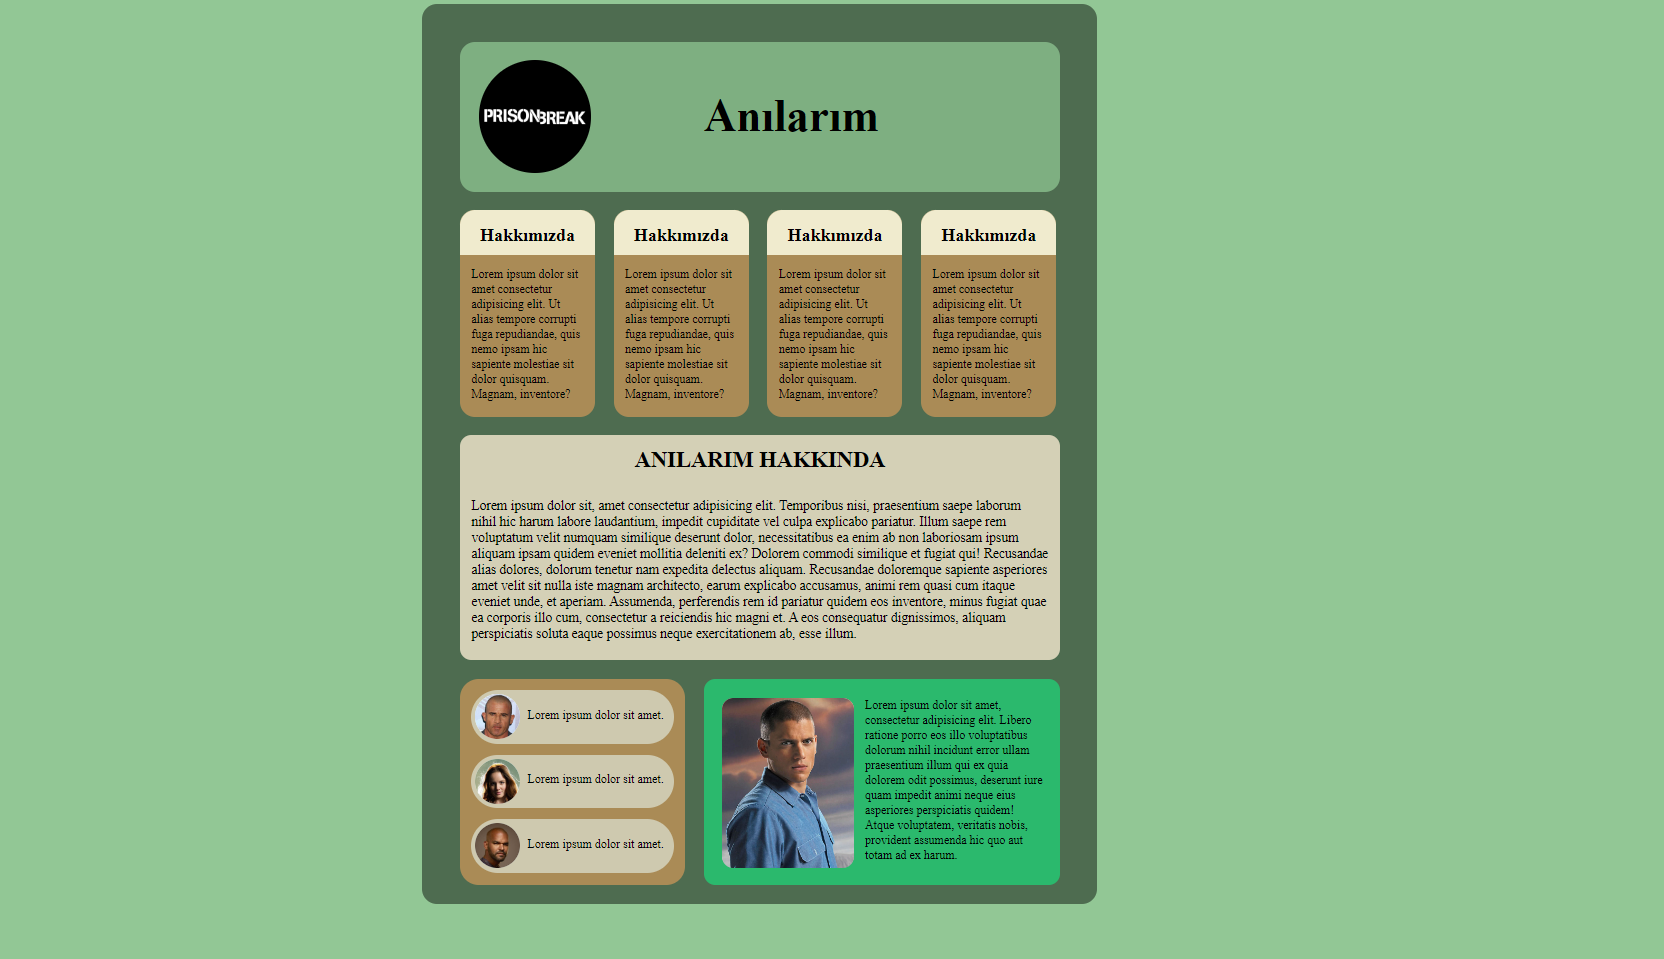 PRISON BREAK
Anılarım
Hakkımızda
Lorem ipsum dolor sit
amet consectetur
adipisicing elit. Ut
alias tempore corrupti
fuga repudiandae, quis
nemo ipsam hic
sapiente molestiae sit
dolor quisquam.
Magnam, inventore?
Hakkımızda
Lorem ipsum dolor sit
amet consectetur
adipisicing elit. Ut
alias tempore corrupti
fuga repudiandae, quis
nemo ipsam hic
sapiente molestiae sit
dolor quisquam.
Magnam, inventore?
Hakkımızda
Lorem ipsum dolor sit
amet consectetur
adipisicing elit. Ut
alias tempore corrupti
fuga repudiandae, quis
nemo ipsam hic
sapiente molestiae sit
dolor quisquam.
Magnam, inventore?
Hakkımızda
Lorem ipsum dolor sit
amet consectetur
adipisicing elit. Ut
alias tempore corrupti
fuga repudiandae, quis
nemo ipsam hic
sapiente molestiae sit
dolor quisquam.
Magnam, inventore?
ANILARIM HAKKINDA
Lorem ipsum dolor sit, amet consectetur adipisicing elit. Temporibus nisi, praesentium saepe laborum
nihil hic harum labore laudantium, impedit cupiditate vel culpa explicabo pariatur. Illum saepe rem
voluptatum velit numquam similique deserunt dolor, necessitatibus ea enim ab non laboriosam ipsum
aliquam ipsam quidem eveniet mollitia deleniti ex? Dolorem commodi similique et fugiat qui! Recusandae
alias dolores, dolorum tenetur nam expedita delectus aliquam. Recusandae doloremque sapiente asperiores
amet velit sit nulla iste magnam architecto, earum explicabo accusamus, animi rem quasi cum itaque
eveniet unde, et aperiam. Assumenda, perferendis rem id pariatur quidem eos inventore, minus fugiat quae
ea corporis illo cum, consectetur a reiciendis hic magni et. A eos consequatur dignissimos, aliquam
perspiciatis soluta eaque possimus neque exercitationem ab, esse illum.
Lorem ipsum dolor sit amet.
Lorem ipsum dolor sit amet.
Lorem ipsum dolor sit amet.
Lorem ipsum dolor sit amet,
consectetur adipisicing elit. Libero
ratione porro eos illo voluptatibus
dolorum nihil incidunt error ullam
praesentium illum qui ex quia
dolorem odit possimus, deserunt iure
quam impedit animi neque eius
asperiores perspiciatis quidem!
Atque voluptatem, veritatis nobis,
provident assumenda hic quo aut
totam ad ex harum.